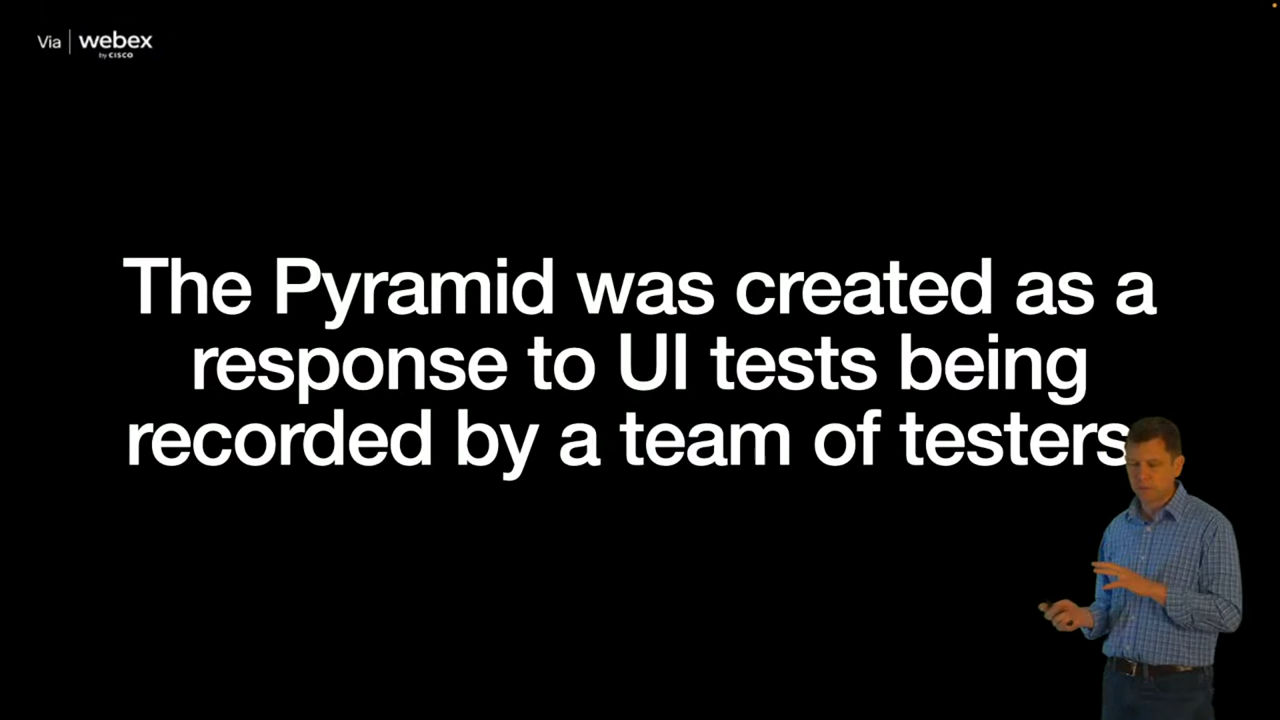 Via | webex
by CISCO
The Pyramid was created as a
response to UI tests being
recorded by a team of testers